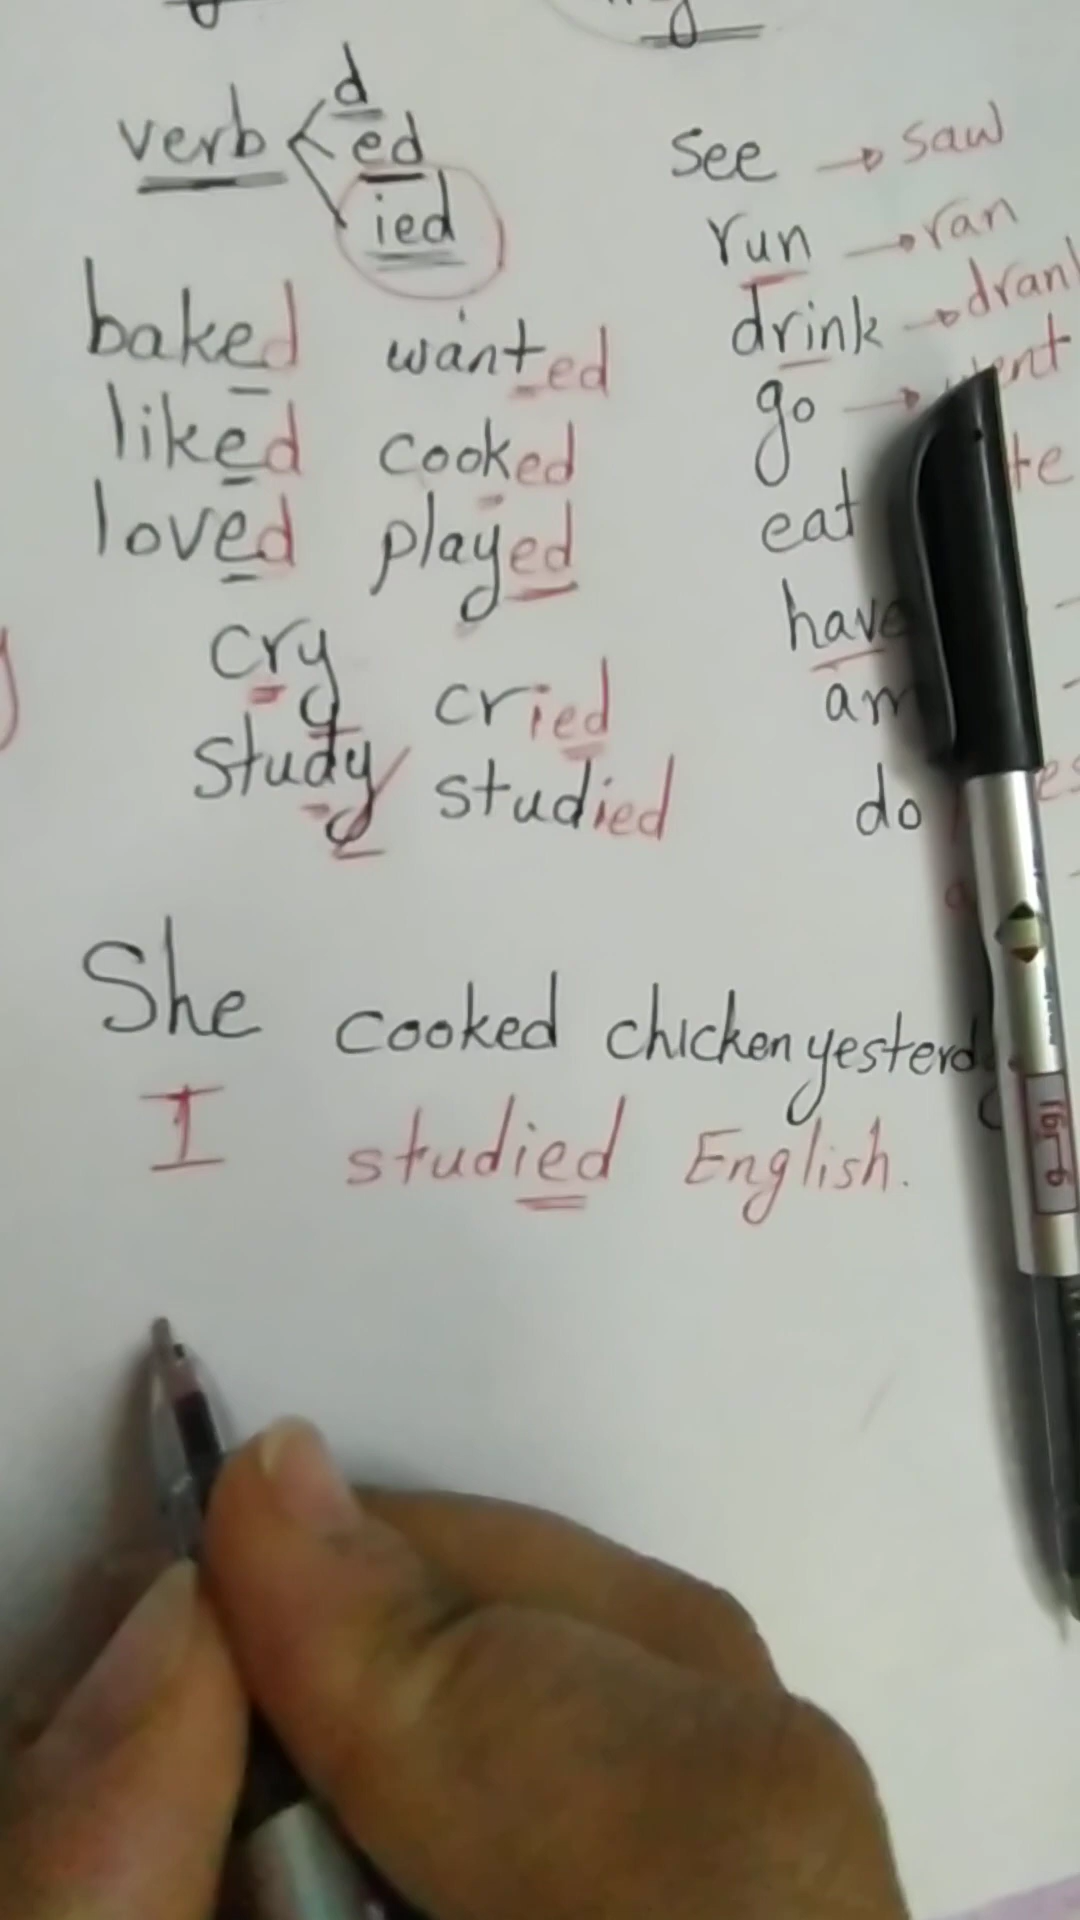 verb d
ed
ied
baked wanted
liked cooked
loved played
cry cried
study studied
see → saw
run → ran
drink →
go →
eat
have
am
do
She cooked chicken
I studied English.